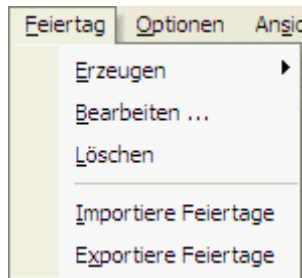 Feiertag Optionen
Erzeugen
Bearbeiten ...
Löschen
Importiere Feiertage
Exportiere Feiertage